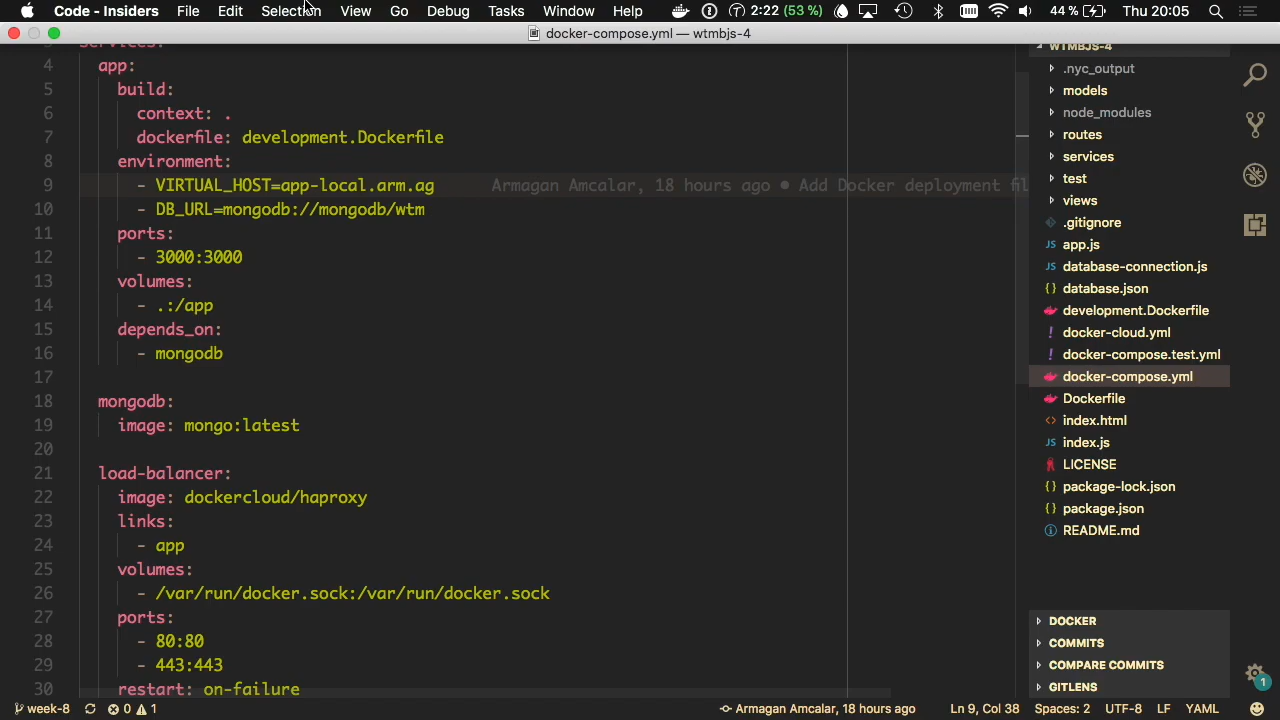 Code - Insiders File Edit Selection View Go Debug Tasks Window Help 2:22 (53 %) 44 % Thu 20:05
docker-compose.yml — wtmbjs-4
services:
4 app:
5 build:
6 context: .
7 dockerfile: development.Dockerfile
8 environment:
9 - VIRTUAL_HOST=app-local.arm.ag Armagan Amcalar, 18 hours ago • Add Docker deployment fil
10 - DB_URL=mongodb://mongodb/wtm
11 ports:
12 - 3000:3000
13 volumes:
14 - .:/app
15 depends_on:
16 - mongodb
17
18 mongodb:
19 image: mongo:latest
20
21 load-balancer:
22 image: dockercloud/haproxy
23 links:
24 - app
25 volumes:
26 - /var/run/docker.sock:/var/run/docker.sock
27 ports:
28 - 80:80
29 - 443:443
30 restart: on-failure
WTMBJS-4
.nyc_output
models
node_modules
routes
services
test
views
.gitignore
JS app.js
JS database-connection.js
{} database.json
development.Dockerfile
! docker-cloud.yml
! docker-compose.test.yml
docker-compose.yml
Dockerfile
<> index.html
JS index.js
LICENSE
{} package-lock.json
{} package.json
README.md
DOCKER
COMMITS
COMPARE COMMITS
GITLENS
1
week-8 0 1 Armagan Amcalar, 18 hours ago Ln 9, Col 38 Spaces: 2 UTF-8 LF YAML